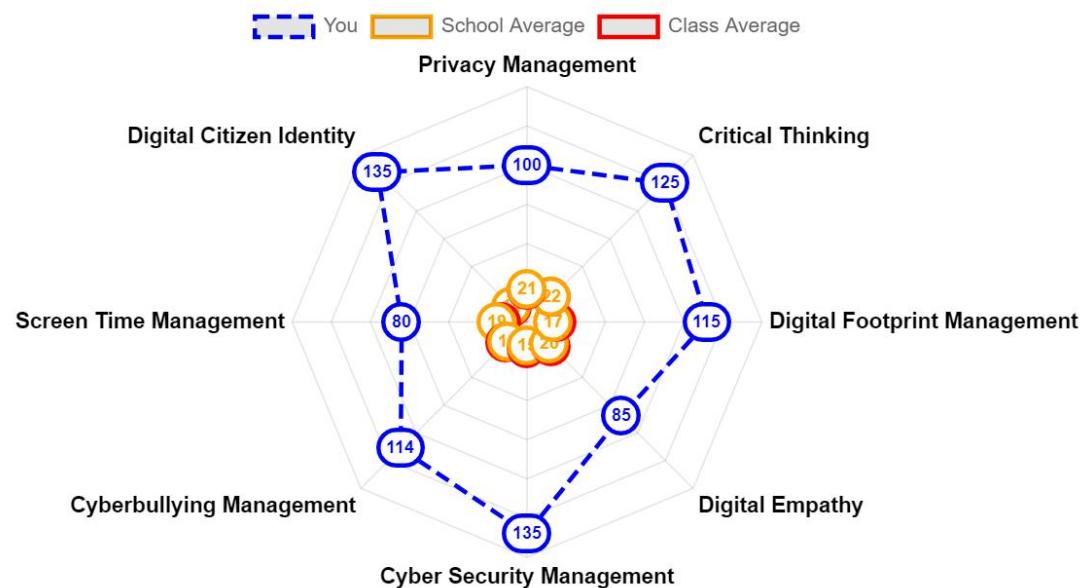 You School Average Class Average
Privacy Management
Digital Citizen Identity
Critical Thinking
135
100
125
21
22
Screen Time Management
80
19
17
115
Digital Footprint Management
15
20
85
114
Cyberbullying Management
Digital Empathy
135
Cyber Security Management